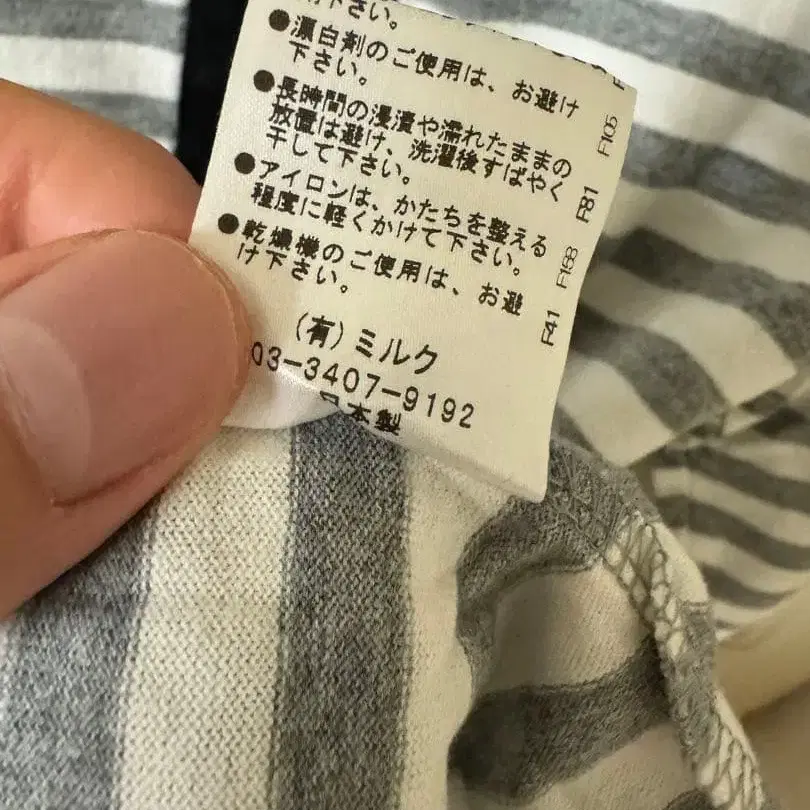 下さい。
●漂白剤のご使用は、お避け
下さい。
●長時間の浸漬や濡れたままの
放置は避け、洗濯後すばやく
干して下さい。
●アイロンは、かたちを整える
程度に軽くかけて下さい。
●乾燥機のご使用は、お避
け下さい。
(有)ミルク
03-3407-9192
日本製
F41 F158 F81 F105